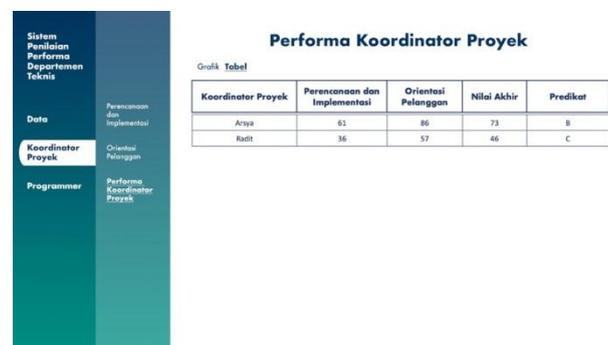 Sistem
Penilaian
Performa
Departemen
Teknis
Data
Koordinator
Proyek
Programmer
Perencanaan
dan
Implementasi
Orientasi
Pelanggan
Performa
Koordinator
Proyek
Performa Koordinator Proyek
Grafik Tabel
Koordinator Proyek Perencanaan dan Implementasi Orientasi Pelanggan Nilai Akhir Predikat
Arsya 61 86 73 B
Radit 36 57 46 C